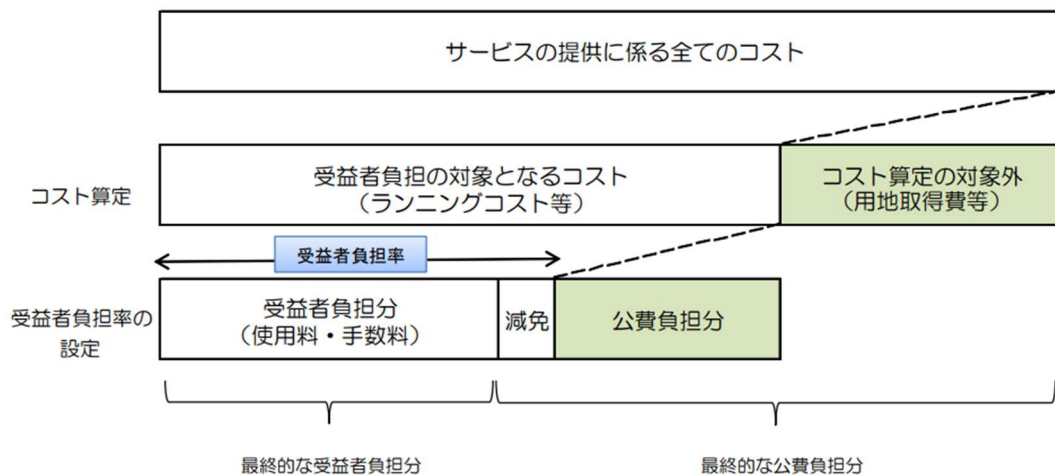 サービスの提供に係る全てのコスト
コスト算定
受益者負担の対象となるコスト
（ランニングコスト等）
コスト算定の対象外
（用地取得費等）
受益者負担率
受益者負担率の
設定
受益者負担分
（使用料・手数料）
減免
公費負担分
最終的な受益者負担分
最終的な公費負担分